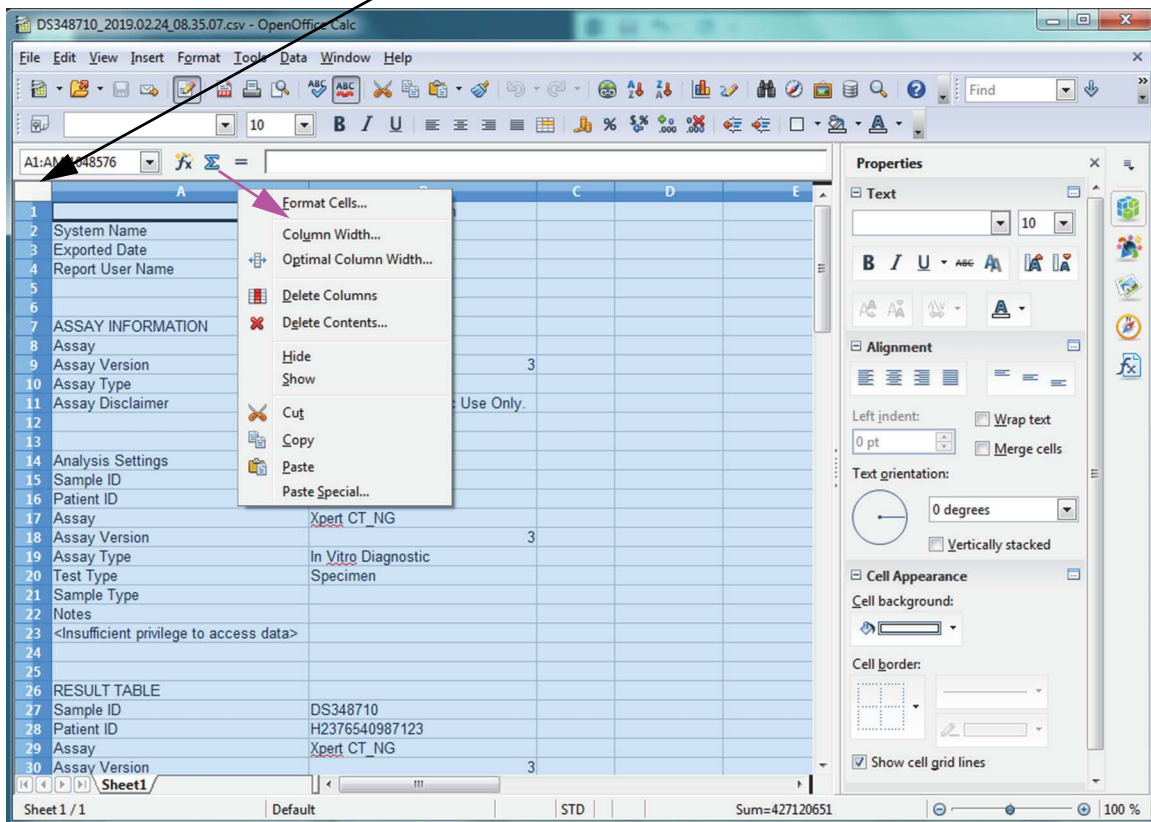 DS348710_2019.02.24_08.35.07.csv - OpenOffice Calc
File Edit View Insert Format Tools Data Window Help
Find
10 B I U
A1:AM 1048576 fx Σ =
A C D E
1
2 System Name
3 Exported Date
4 Report User Name
5
6
7 ASSAY INFORMATION
8 Assay
9 Assay Version 3
10 Assay Type
11 Assay Disclaimer Use Only.
12
13
14 Analysis Settings
15 Sample ID
16 Patient ID
17 Assay Xpert CT_NG
18 Assay Version 3
19 Assay Type In Vitro Diagnostic
20 Test Type Specimen
21 Sample Type
22 Notes
23 <Insufficient privilege to access data>
24
25
26 RESULT TABLE
27 Sample ID DS348710
28 Patient ID H2376540987123
29 Assay Xpert CT_NG
30 Assay Version 3
Format Cells...
Column Width...
Optimal Column Width...
Delete Columns
Delete Contents...
Hide
Show
Cut
Copy
Paste
Paste Special...
Properties
Text
10
B I U ABC
Alignment
Left indent:
Wrap text
0 pt
Merge cells
Text orientation:
0 degrees
Vertically stacked
Cell Appearance
Cell background:
Cell border:
Show cell grid lines
Sheet1
Sheet 1 / 1 Default STD Sum=427120651 100 %